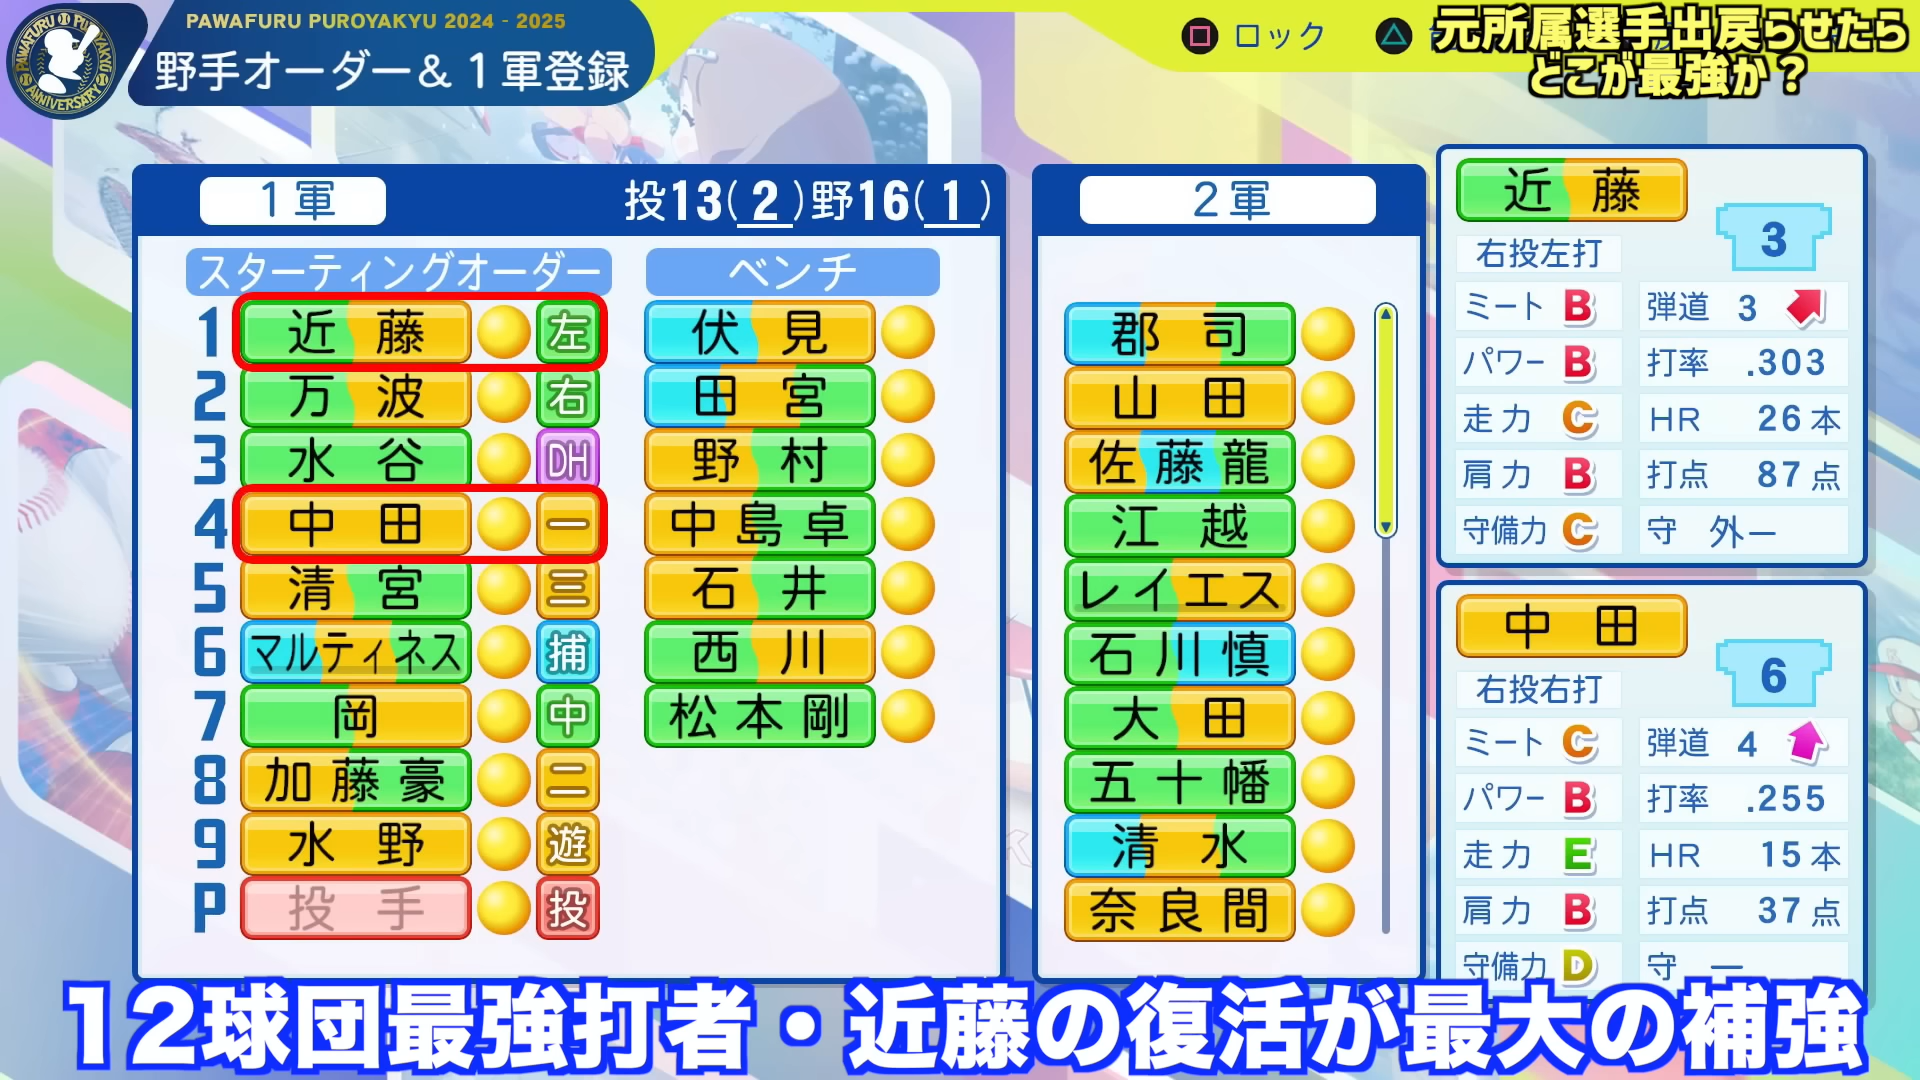 PAWAFURU PUROYAKYU 2024 - 2025
野手オーダー＆１軍登録
PAWAFURU PUROYAKYU
ANNIVERSARY
ロック
元所属選手出戻らせたら
どこが最強か？
１軍
投13(2)野16(1)
スターティングオーダー
ベンチ
1 近藤 左
2 万波 右
3 水谷 DH
4 中田 一
5 清宮 三
6 マルティネス 捕
7 岡 中
8 加藤豪 二
9 水野 遊
P 投手 投
伏見
田宮
野村
中島卓
石井
西川
松本剛
２軍
郡司
山田
佐藤龍
江越
レイエス
石川慎
大田
五十幡
清水
奈良間
近藤
3
右投左打
ミート B 弾道 3
パワー B 打率 .303
走力 C HR 26本
肩力 B 打点 87点
守備力 C 守 外一
中田
6
右投右打
ミート C 弾道 4
パワー B 打率 .255
走力 E HR 15本
肩力 B 打点 37点
守備力 D 守 一
12球団最強打者・近藤の復活が最大の補強